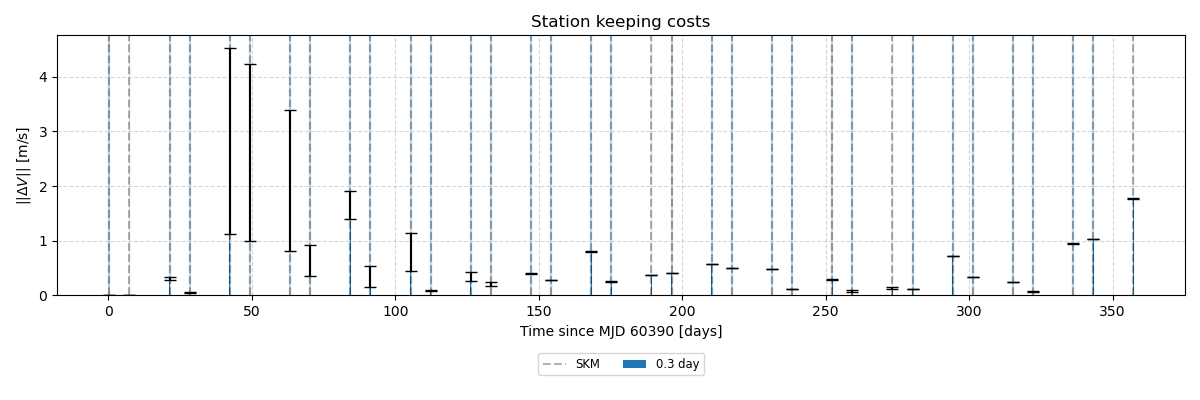 Station keeping costs
||ΔV|| [m/s]
4
3
2
1
0
0 50 100 150 200 250 300 350
Time since MJD 60390 [days]
SKM 0.3 day